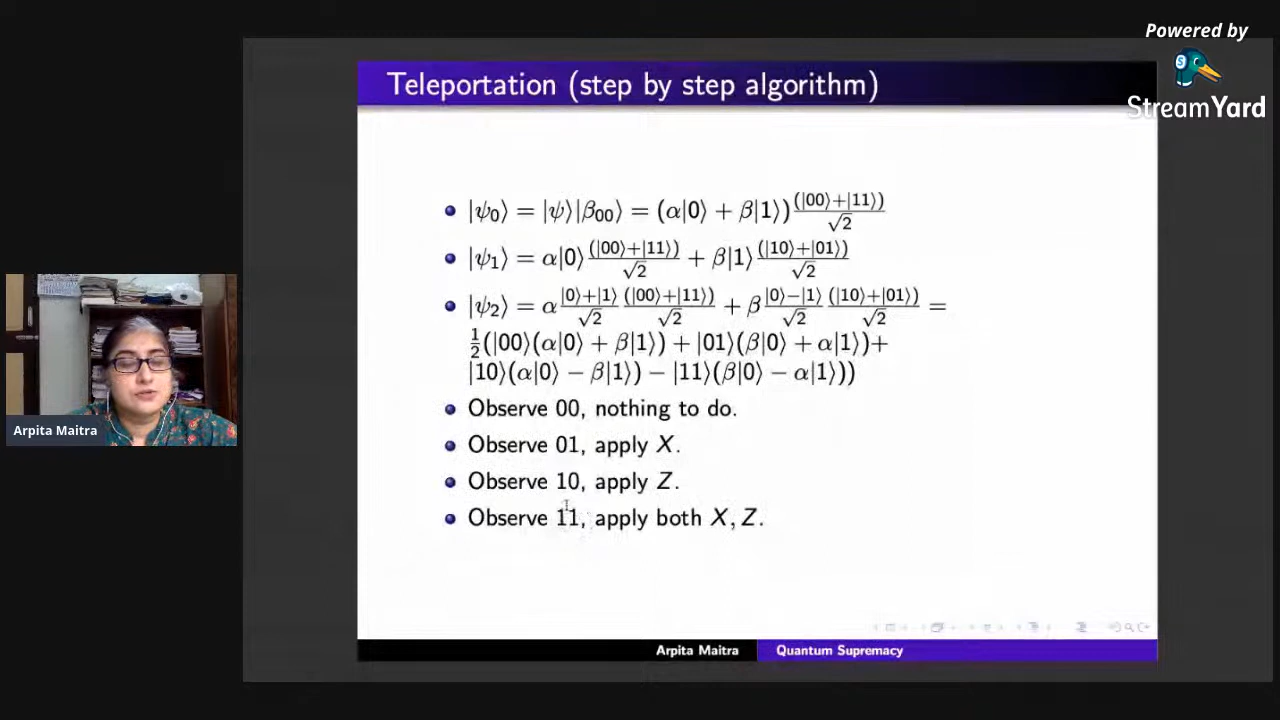 Powered by
StreamYard
Teleportation (step by step algorithm)
|ψ₀⟩ = |ψ⟩|β₀₀⟩ = (α|0⟩ + β|1⟩) (|00⟩+|11⟩)/√2
|ψ₁⟩ = α|0⟩ (|00⟩+|11⟩)/√2 + β|1⟩ (|10⟩+|01⟩)/√2
|ψ₂⟩ = α |0⟩+|1⟩/√2 (|00⟩+|11⟩)/√2 + β |0⟩−|1⟩/√2 (|10⟩+|01⟩)/√2 =
½(|00⟩(α|0⟩ + β|1⟩) + |01⟩(β|0⟩ + α|1⟩)+
|10⟩(α|0⟩ − β|1⟩) − |11⟩(β|0⟩ − α|1⟩))
Observe 00, nothing to do.
Observe 01, apply X.
Observe 10, apply Z.
Observe 11, apply both X, Z.
Arpita Maitra
Arpita Maitra
Quantum Supremacy